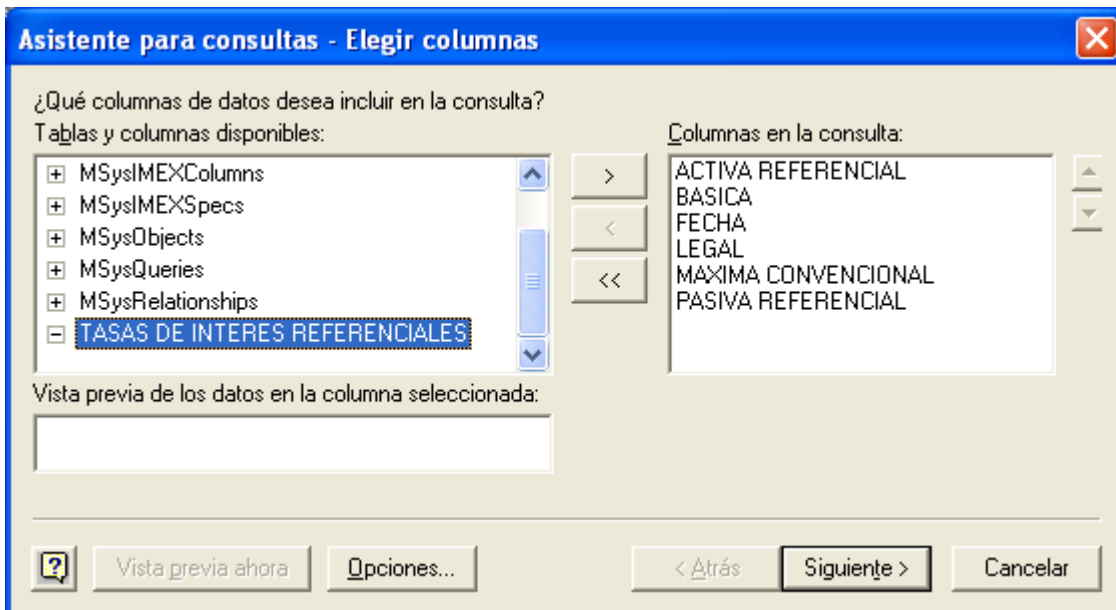 Asistente para consultas - Elegir columnas
¿Qué columnas de datos desea incluir en la consulta?
Tablas y columnas disponibles:
MSysIMEXColumns
MSysIMEXSpecs
MSysObjects
MSysQueries
MSysRelationships
TASAS DE INTERES REFERENCIALES
>
<
<<
Columnas en la consulta:
ACTIVA REFERENCIAL
BASICA
FECHA
LEGAL
MAXIMA CONVENCIONAL
PASIVA REFERENCIAL
Vista previa de los datos en la columna seleccionada:
Vista previa ahora
Opciones...
< Atrás
Siguiente >
Cancelar